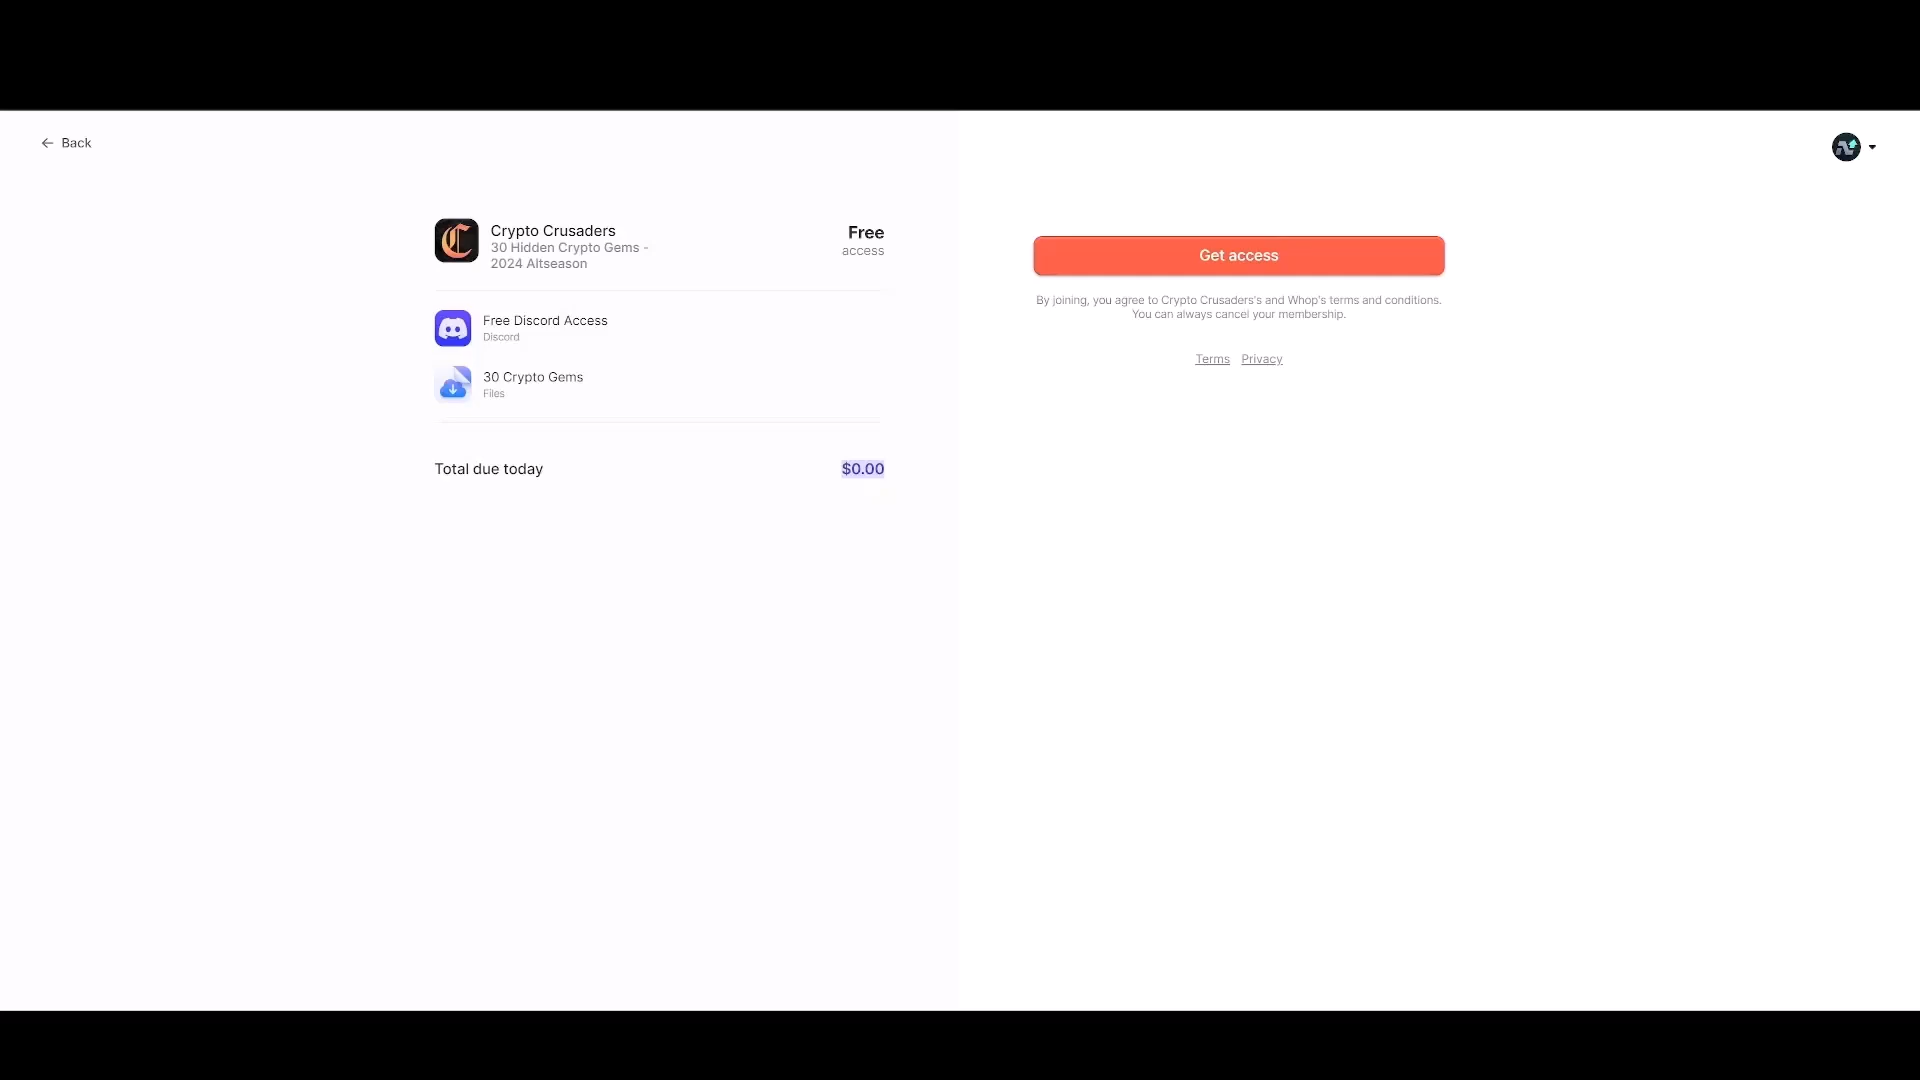 Back
Crypto Crusaders
30 Hidden Crypto Gems -
2024 Altseason
Free
access
Free Discord Access
Discord
30 Crypto Gems
Files
Total due today
$0.00
Get access
By joining, you agree to Crypto Crusaders's and Whop's terms and conditions.
You can always cancel your membership.
Terms Privacy